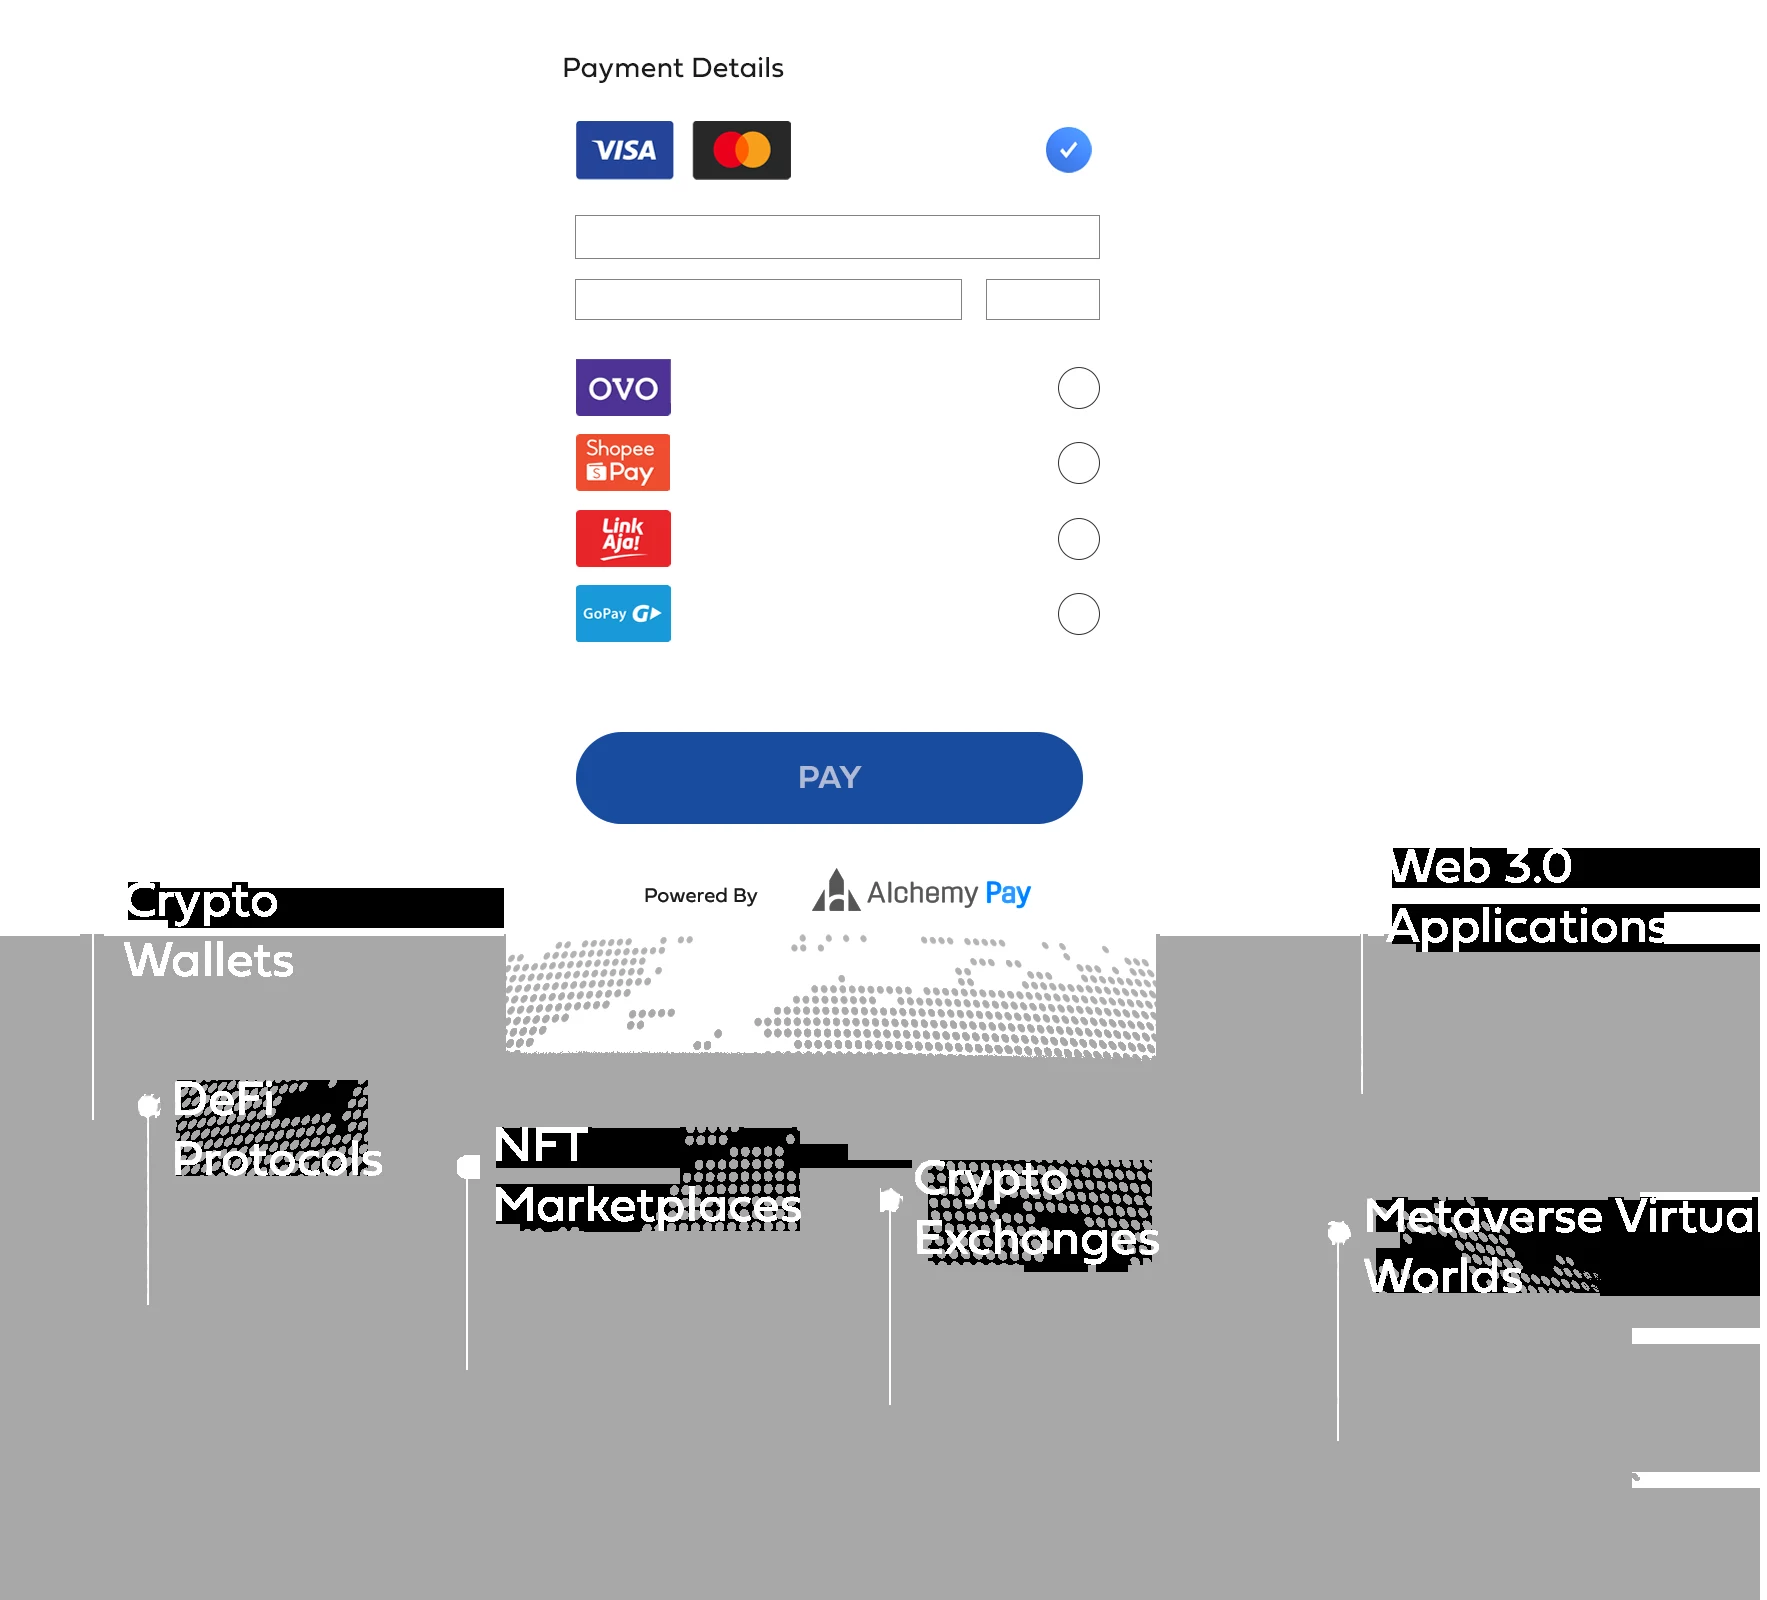 Payment Details
VISA
OVO
Shopee
Pay
Link
Aja!
GoPay
PAY
Powered By Alchemy Pay
Crypto
Wallets
Web 3.0
Applications
DeFi
Protocols
NFT
Marketplaces
Crypto
Exchanges
Metaverse Virtual
Worlds